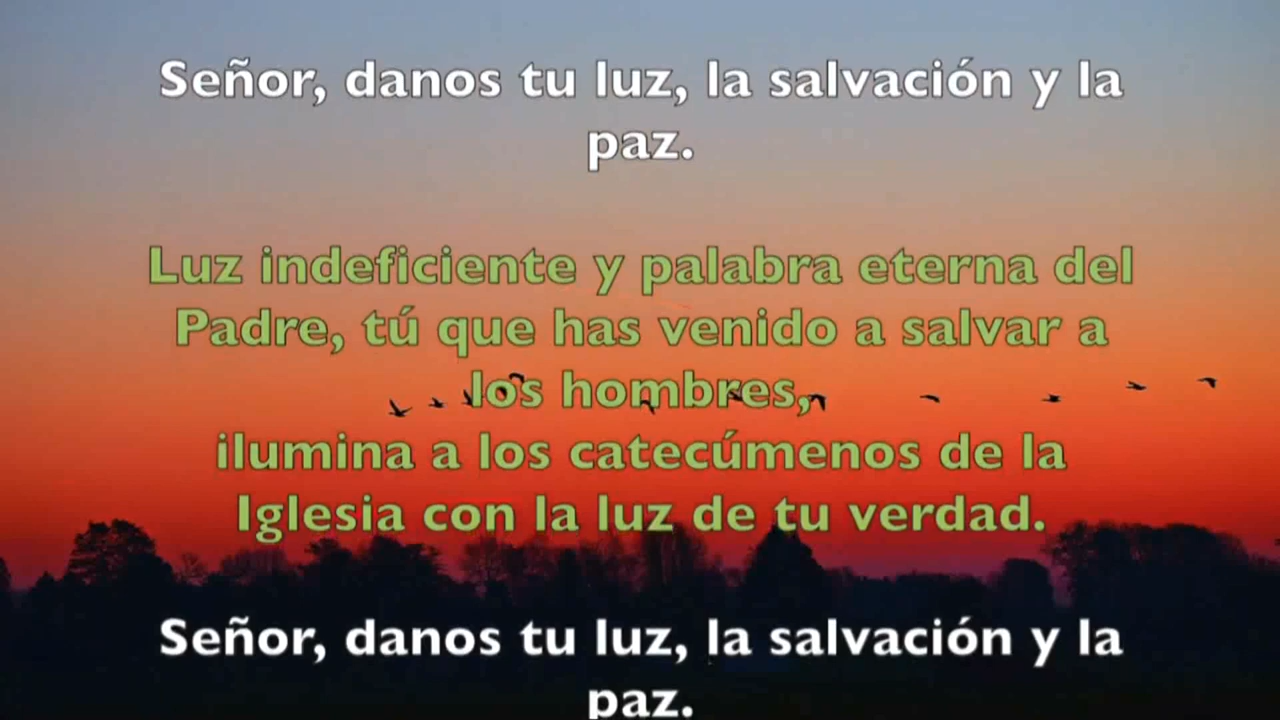 Señor, danos tu luz, la salvación y la
paz.
Luz indeficiente y palabra eterna del
Padre, tú que has venido a salvar a
los hombres,
ilumina a los catecúmenos de la
Iglesia con la luz de tu verdad.
Señor, danos tu luz, la salvación y la
paz.